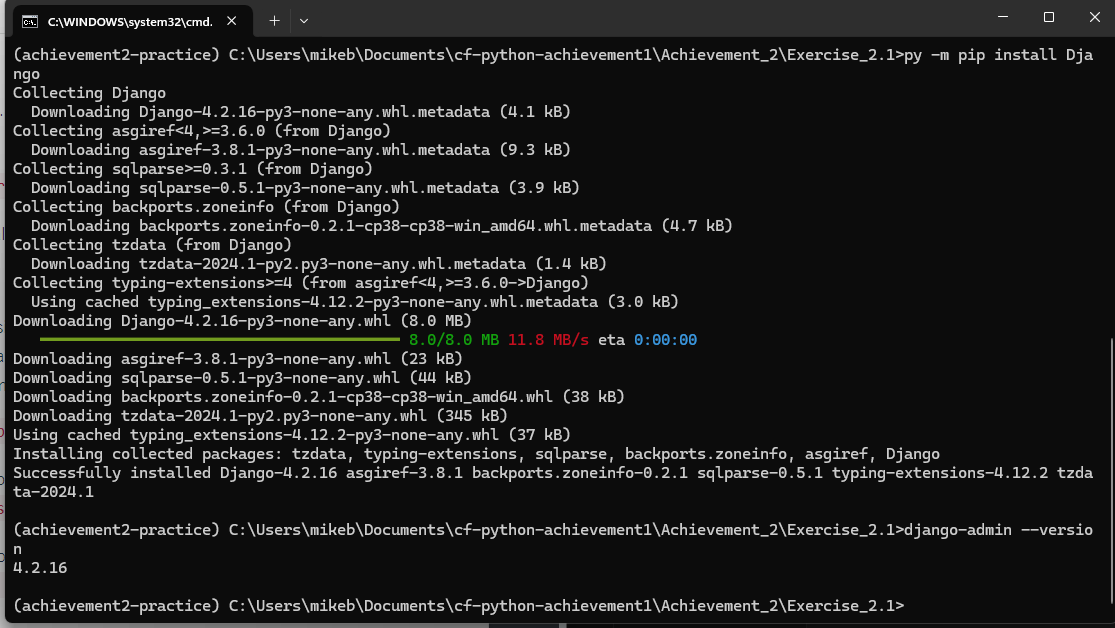 C:\WINDOWS\system32\cmd.
(achievement2-practice) C:\Users\mikeb\Documents\cf-python-achievement1\Achievement_2\Exercise_2.1>py -m pip install Dja
ngo
Collecting Django
  Downloading Django-4.2.16-py3-none-any.whl.metadata (4.1 kB)
Collecting asgiref<4,>=3.6.0 (from Django)
  Downloading asgiref-3.8.1-py3-none-any.whl.metadata (9.3 kB)
Collecting sqlparse>=0.3.1 (from Django)
  Downloading sqlparse-0.5.1-py3-none-any.whl.metadata (3.9 kB)
Collecting backports.zoneinfo (from Django)
  Downloading backports.zoneinfo-0.2.1-cp38-cp38-win_amd64.whl.metadata (4.7 kB)
Collecting tzdata (from Django)
  Downloading tzdata-2024.1-py2.py3-none-any.whl.metadata (1.4 kB)
Collecting typing-extensions>=4 (from asgiref<4,>=3.6.0->Django)
  Using cached typing_extensions-4.12.2-py3-none-any.whl.metadata (3.0 kB)
Downloading Django-4.2.16-py3-none-any.whl (8.0 MB)
8.0/8.0 MB 11.8 MB/s eta 0:00:00
Downloading asgiref-3.8.1-py3-none-any.whl (23 kB)
Downloading sqlparse-0.5.1-py3-none-any.whl (44 kB)
Downloading backports.zoneinfo-0.2.1-cp38-cp38-win_amd64.whl (38 kB)
Downloading tzdata-2024.1-py2.py3-none-any.whl (345 kB)
Using cached typing_extensions-4.12.2-py3-none-any.whl (37 kB)
Installing collected packages: tzdata, typing-extensions, sqlparse, backports.zoneinfo, asgiref, Django
Successfully installed Django-4.2.16 asgiref-3.8.1 backports.zoneinfo-0.2.1 sqlparse-0.5.1 typing-extensions-4.12.2 tzda
ta-2024.1
(achievement2-practice) C:\Users\mikeb\Documents\cf-python-achievement1\Achievement_2\Exercise_2.1>django-admin --versio
n
4.2.16
(achievement2-practice) C:\Users\mikeb\Documents\cf-python-achievement1\Achievement_2\Exercise_2.1>